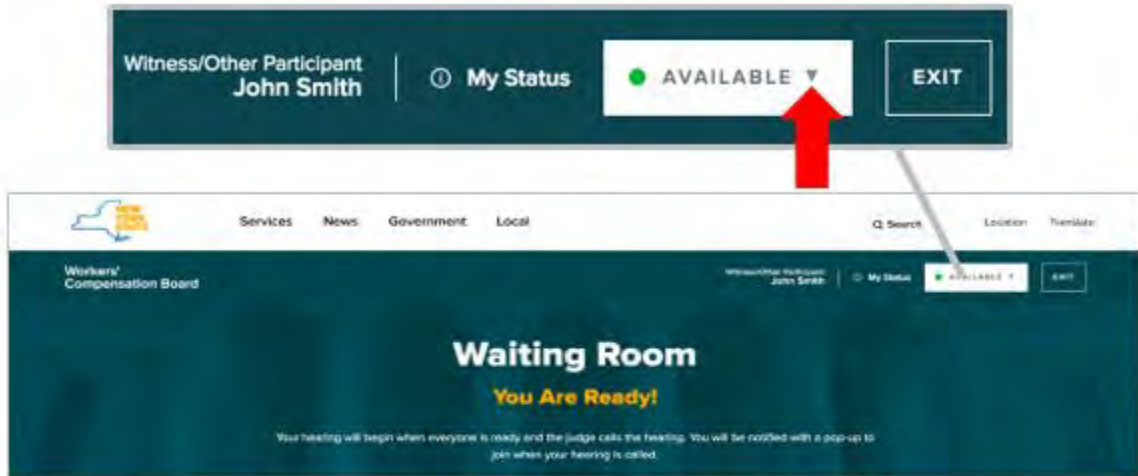 Witness/Other Participant
John Smith
My Status
AVAILABLE ▼
EXIT
NEW
YORK
STATE
Services News Government Local
Search Location Translate
Workers'
Compensation Board
Witness/Other Participant
John Smith
My Status
AVAILABLE ▼
EXIT
Waiting Room
You Are Ready!
Your hearing will begin when everyone is ready and the judge calls the hearing. You will be notified with a pop-up to
join when your hearing is called.